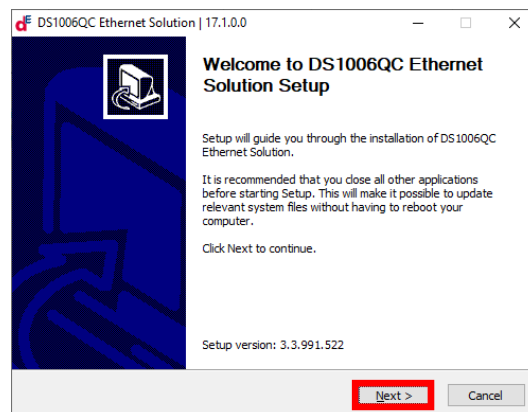 dE DS1006QC Ethernet Solution | 17.1.0.0
Welcome to DS1006QC Ethernet
Solution Setup
Setup will guide you through the installation of DS1006QC
Ethernet Solution.
It is recommended that you close all other applications
before starting Setup. This will make it possible to update
relevant system files without having to reboot your
computer.
Click Next to continue.
Setup version: 3.3.991.522
Next >
Cancel